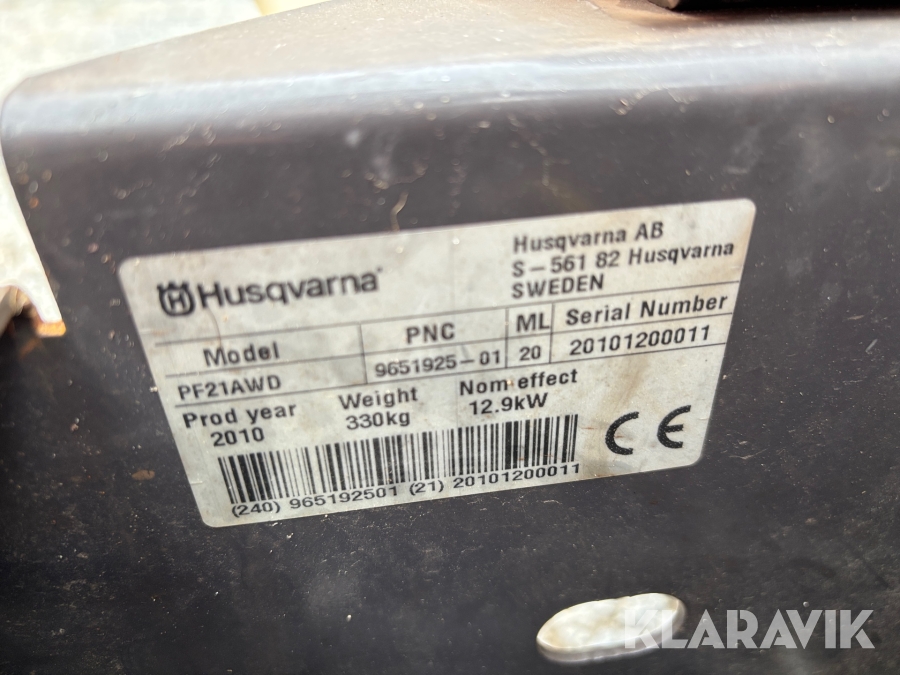 Husqvarna
Husqvarna AB
S-561 82 Husqvarna
SWEDEN
Model PNC ML Serial Number
PF21AWD 9651925-01 20 20101200011
Prod year Weight Nom effect
2010 330kg 12.9kW
CE
(240) 965192501 (21) 20101200011
KLARAVIK